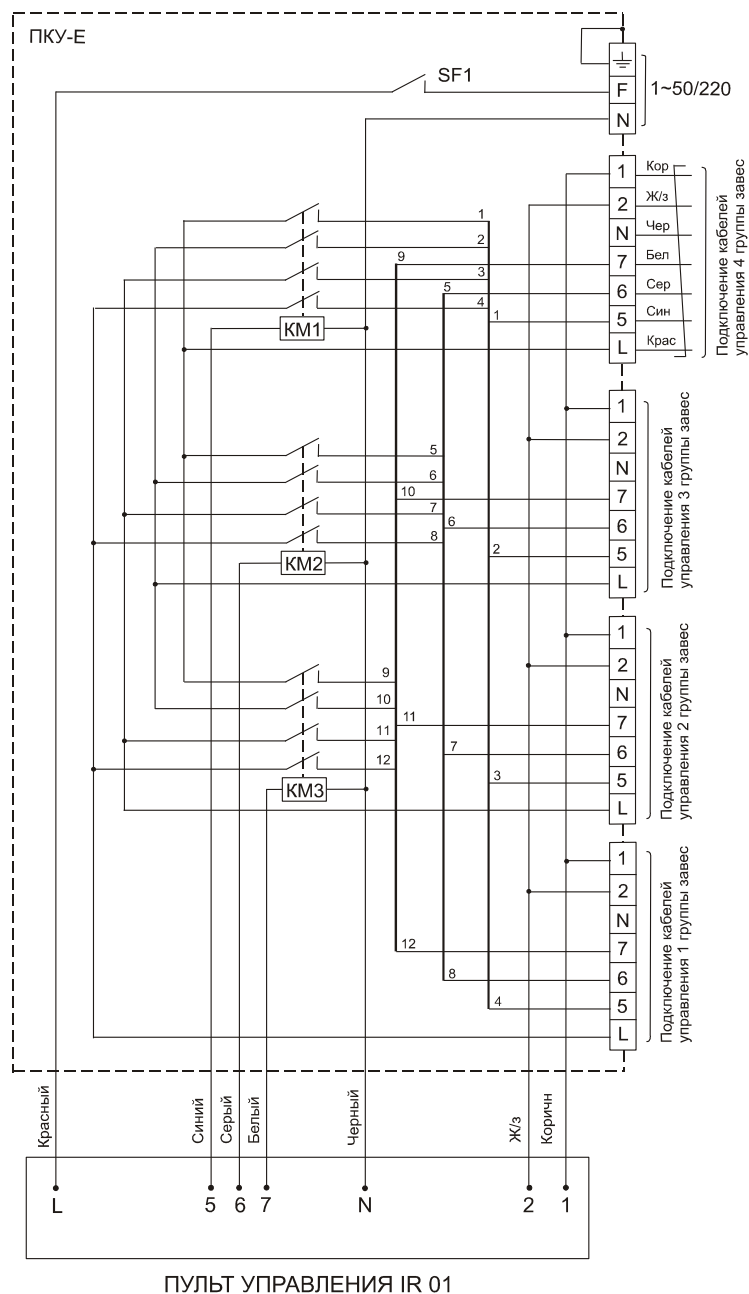 ПКУ-Е
SF1
F
N
1~50/220
1 Кор
2 Ж/з
N Чер
7 Бел
6 Сер
5 Син
L Крас
Подключение кабелей
управления 4 группы завес
1
2
3
4
9
5
1
КМ1
1
2
N
7
6
5
L
Подключение кабелей
управления 3 группы завес
5
6
7
8
10
6
2
КМ2
1
2
N
7
6
5
L
Подключение кабелей
управления 2 группы завес
9
10
11
12
11
7
3
КМ3
1
2
N
7
6
5
L
Подключение кабелей
управления 1 группы завес
12
8
4
Красный
Синий
Серый
Белый
Черный
Ж/з
Коричн
L 5 6 7 N 2 1
ПУЛЬТ УПРАВЛЕНИЯ IR 01